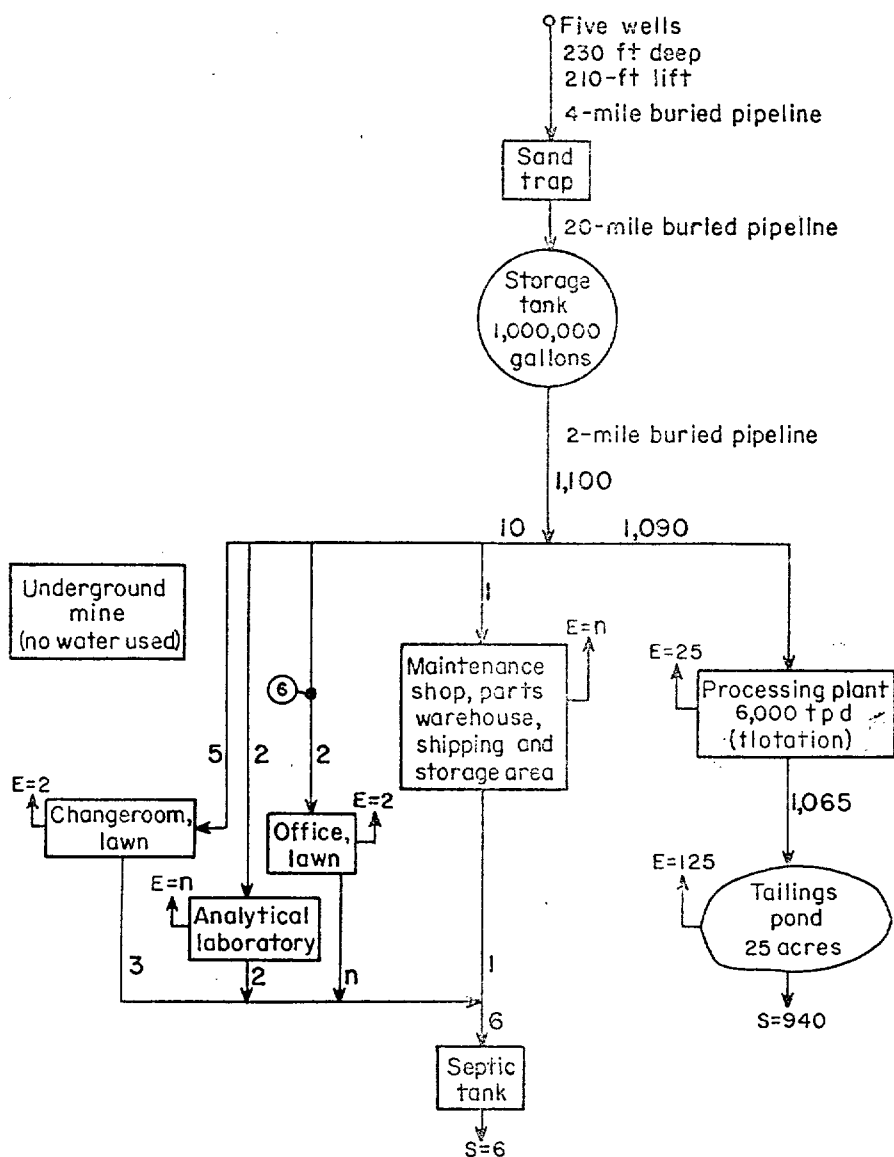 Five wells
230 ft deep
210-ft lift
4-mile buried pipeline
Sand
trap
20-mile buried pipeline
Storage
tank
1,000,000
gallons
2-mile buried pipeline
1,100
10
1,090
Underground
mine
(no water used)
1
E=n
E=25
Maintenance
shop, parts
warehouse,
shipping and
storage area
Processing plant
6,000 tpd
(flotation)
6
5
2
2
E=2
Changeroom,
lawn
E=2
Office,
lawn
1,065
E=n
Analytical
laboratory
E=125
Tailings
pond
25 acres
3
2
n
1
6
S=940
Septic
tank
S=6